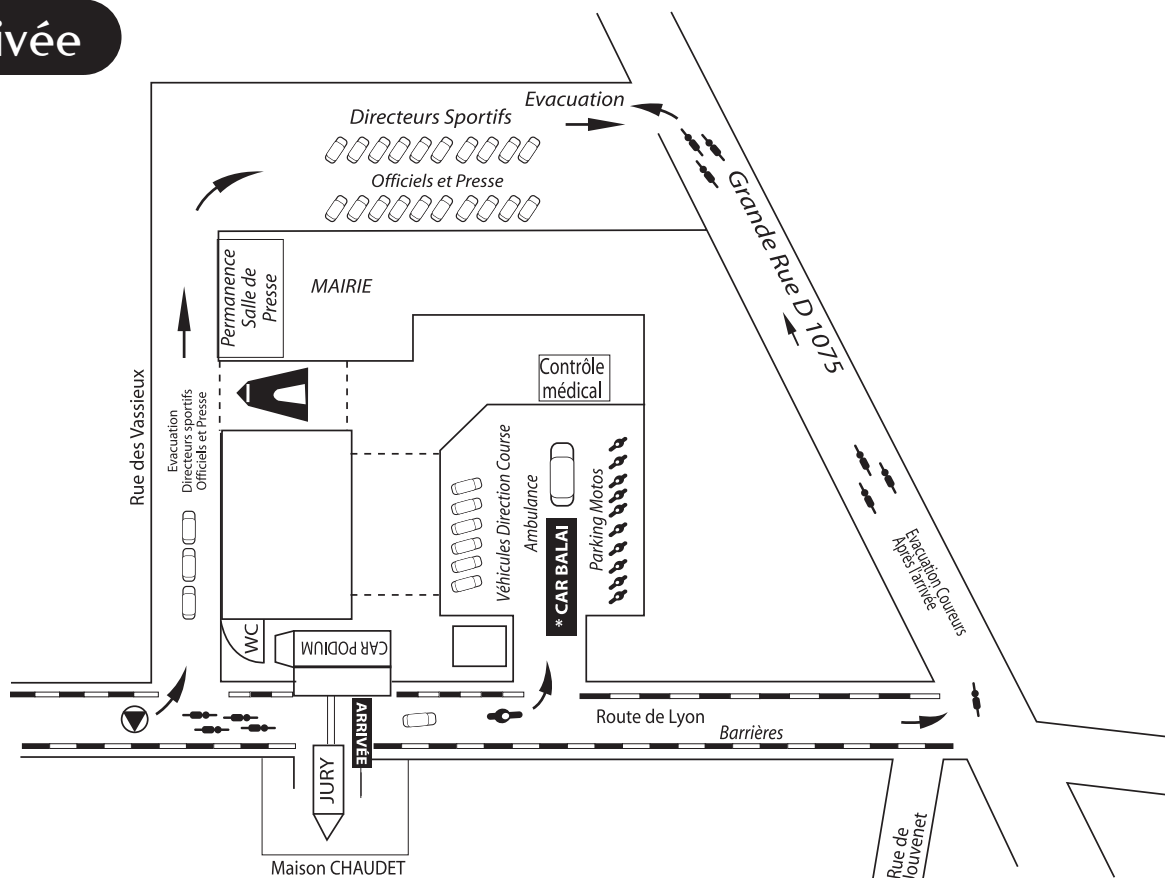 ivée
Evacuation
Directeurs Sportifs
Officiels et Presse
Grande Rue D 1075
Permanence
Salle de
Presse
MAIRIE
Contrôle
médical
Rue des Vassieux
Evacuation
Directeurs sportifs
Officiels et Presse
Véhicules Direction Course
Ambulance
* CAR BALAI
Parking Motos
Evacuation Coureurs
Après l'arrivée
WC
CAR PODIUM
ARRIVÉE
Route de Lyon
Barrières
JURY
Maison CHAUDET
Rue de